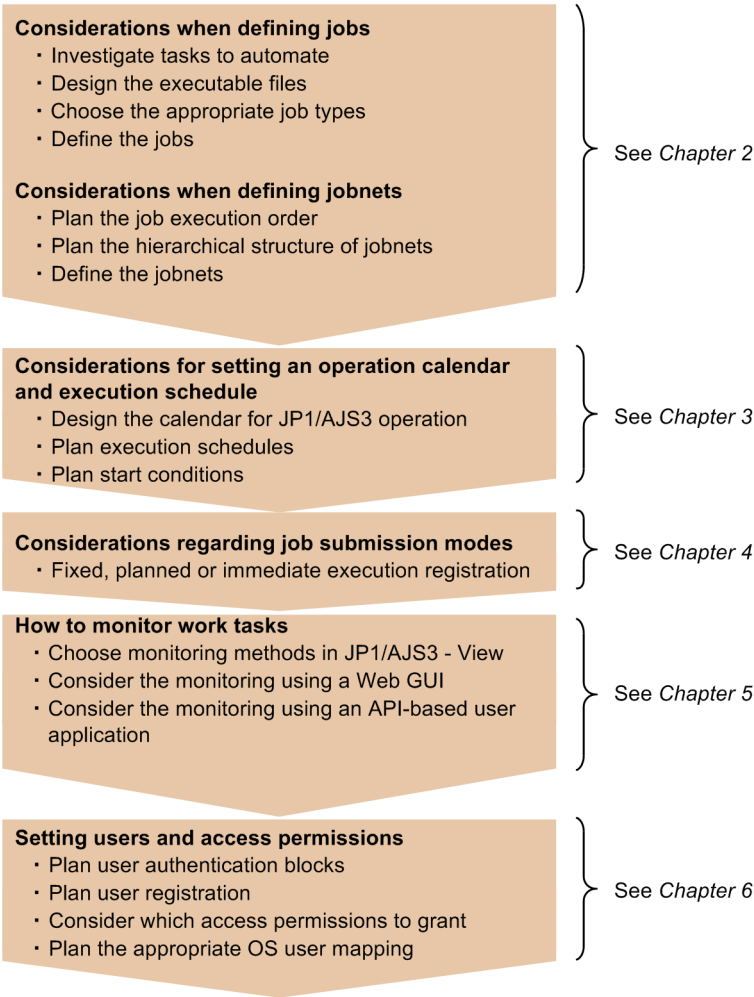 Considerations when defining jobs
・Investigate tasks to automate
・Design the executable files
・Choose the appropriate job types
・Define the jobs
See Chapter 2
Considerations when defining jobnets
・Plan the job execution order
・Plan the hierarchical structure of jobnets
・Define the jobnets
Considerations for setting an operation calendar
and execution schedule
・Design the calendar for JP1/AJS3 operation
・Plan execution schedules
・Plan start conditions
See Chapter 3
Considerations regarding job submission modes
・Fixed, planned or immediate execution registration
See Chapter 4
How to monitor work tasks
・Choose monitoring methods in JP1/AJS3 - View
・Consider the monitoring using a Web GUI
・Consider the monitoring using an API-based user
application
See Chapter 5
Setting users and access permissions
・Plan user authentication blocks
・Plan user registration
・Consider which access permissions to grant
・Plan the appropriate OS user mapping
See Chapter 6